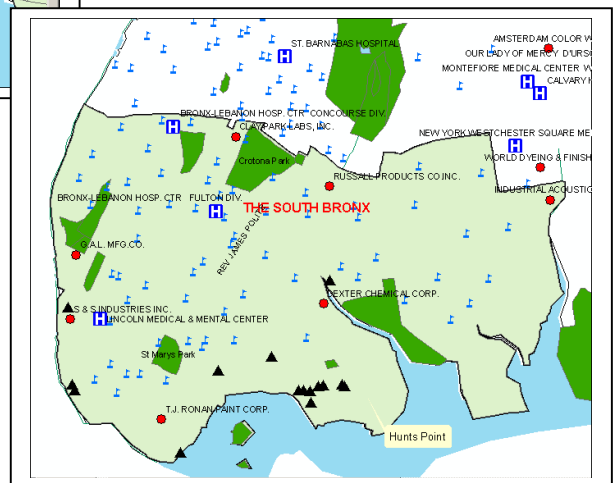 AMSTERDAM COLOR W
ST. BARNABAS HOSPITAL
OUR LADY OF MERCY D'URSO
MONTEFIORE MEDICAL CENTER W
CALVARY H
BRONX-LEBANON HOSP. CTR CONCOURSE DIV.
CLAY PARK LABS, INC.
NEW YORK WESTCHESTER SQUARE ME
Crotona Park
WORLD DYEING & FINISH
RUSSALL PRODUCTS CO INC.
INDUSTRIAL ACOUSTIC
BRONX-LEBANON HOSP. CTR FULTON DIV.
THE SOUTH BRONX
REV JAMES POLITE
G.A.L. MFG.CO.
DEXTER CHEMICAL CORP.
S & S INDUSTRIES INC.
LINCOLN MEDICAL & MENTAL CENTER
St Marys Park
T.J. RONAN PAINT CORP.
Hunts Point